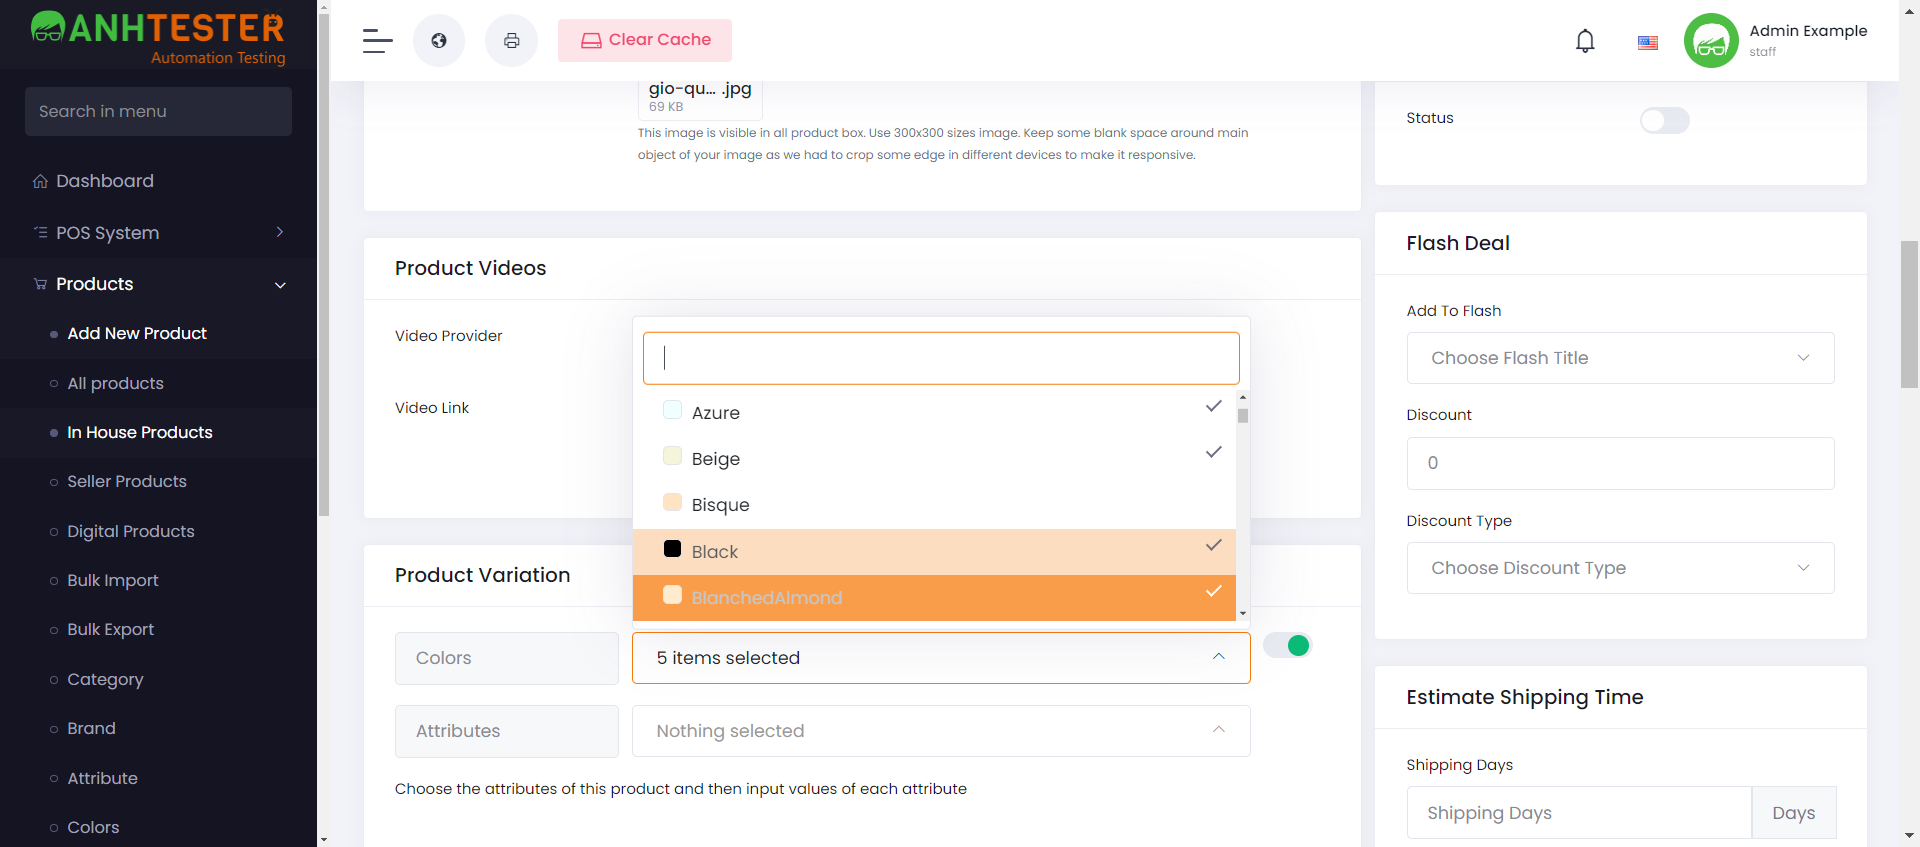 ANHTESTER
Automation Testing
Search in menu
Dashboard
POS System
Products
Add New Product
All products
In House Products
Seller Products
Digital Products
Bulk Import
Bulk Export
Category
Brand
Attribute
Colors
Clear Cache
Admin Example
staff
gio-qu... .jpg
69 KB
This image is visible in all product box. Use 300x300 sizes image. Keep some blank space around main
object of your image as we had to crop some edge in different devices to make it responsive.
Product Videos
Video Provider
Video Link
Azure
Beige
Bisque
Black
BlanchedAlmond
Product Variation
Colors
5 items selected
Attributes
Nothing selected
Choose the attributes of this product and then input values of each attribute
Status
Flash Deal
Add To Flash
Choose Flash Title
Discount
0
Discount Type
Choose Discount Type
Estimate Shipping Time
Shipping Days
Shipping Days
Days